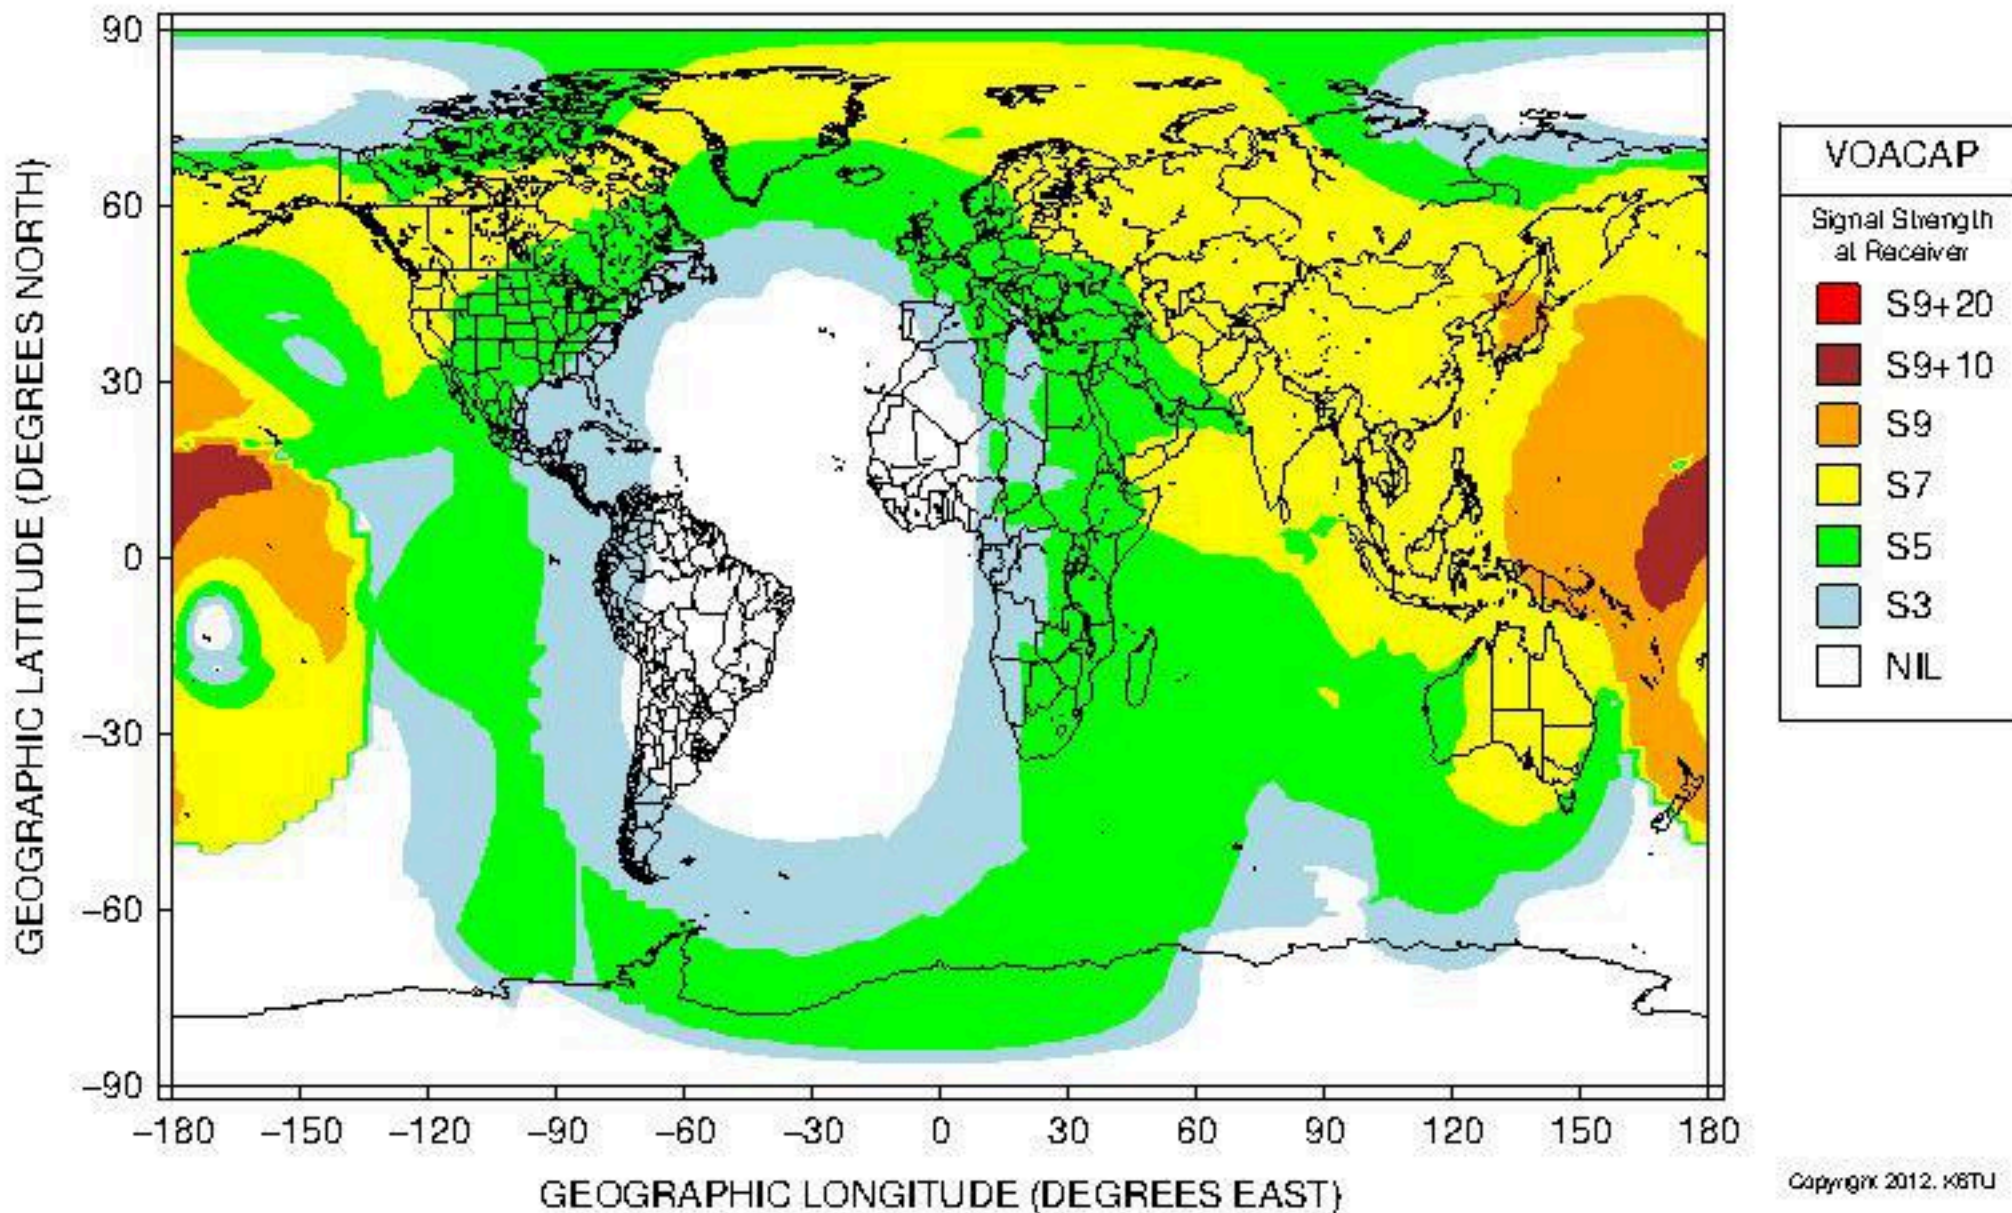 VOACAP
Signal Strength
at Receiver
S9+20
S9+10
S9
S7
S5
S3
NIL
GEOGRAPHIC LATITUDE (DEGREES NORTH)
90
60
30
0
−30
−60
−90
−180 −150 −120 −90 −60 −30 0 30 60 90 120 150 180
GEOGRAPHIC LONGITUDE (DEGREES EAST)
Copyright 2012, K6TU